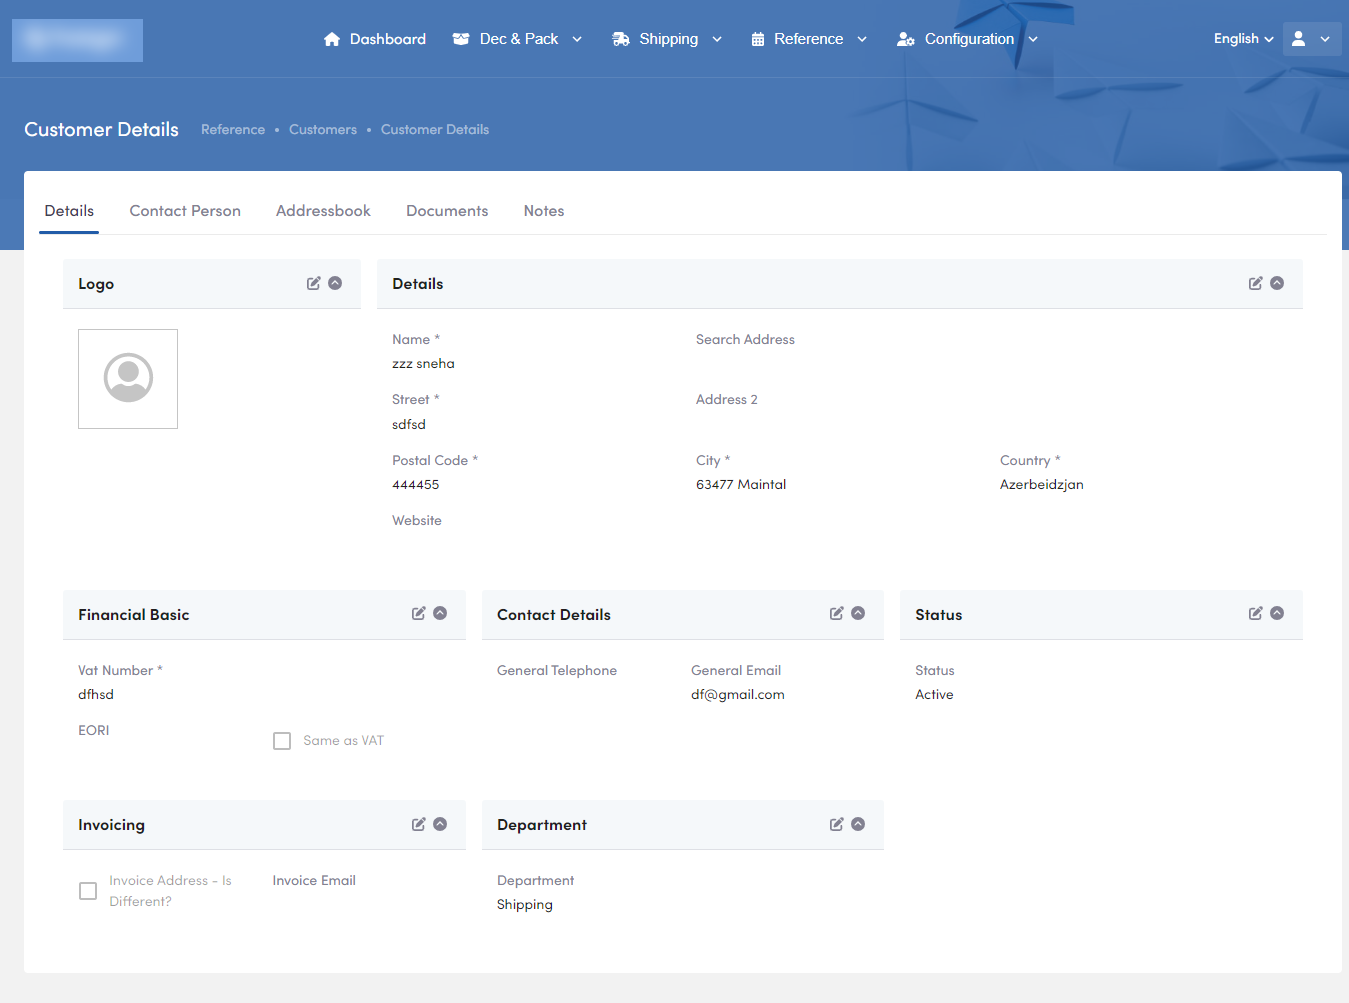 Dashboard Dec & Pack Shipping Reference Configuration English
Customer Details Reference • Customers • Customer Details
Details Contact Person Addressbook Documents Notes
Logo
Details
Name * Search Address
zzz sneha
Street * Address 2
sdfsd
Postal Code * City * Country *
444455 63477 Maintal Azerbeidzjan
Website
Financial Basic
Contact Details
Status
Vat Number *
dfhsd
EORI Same as VAT
General Telephone General Email
df@gmail.com
Status
Active
Invoicing
Department
Invoice Address - Is
Different?
Invoice Email
Department
Shipping